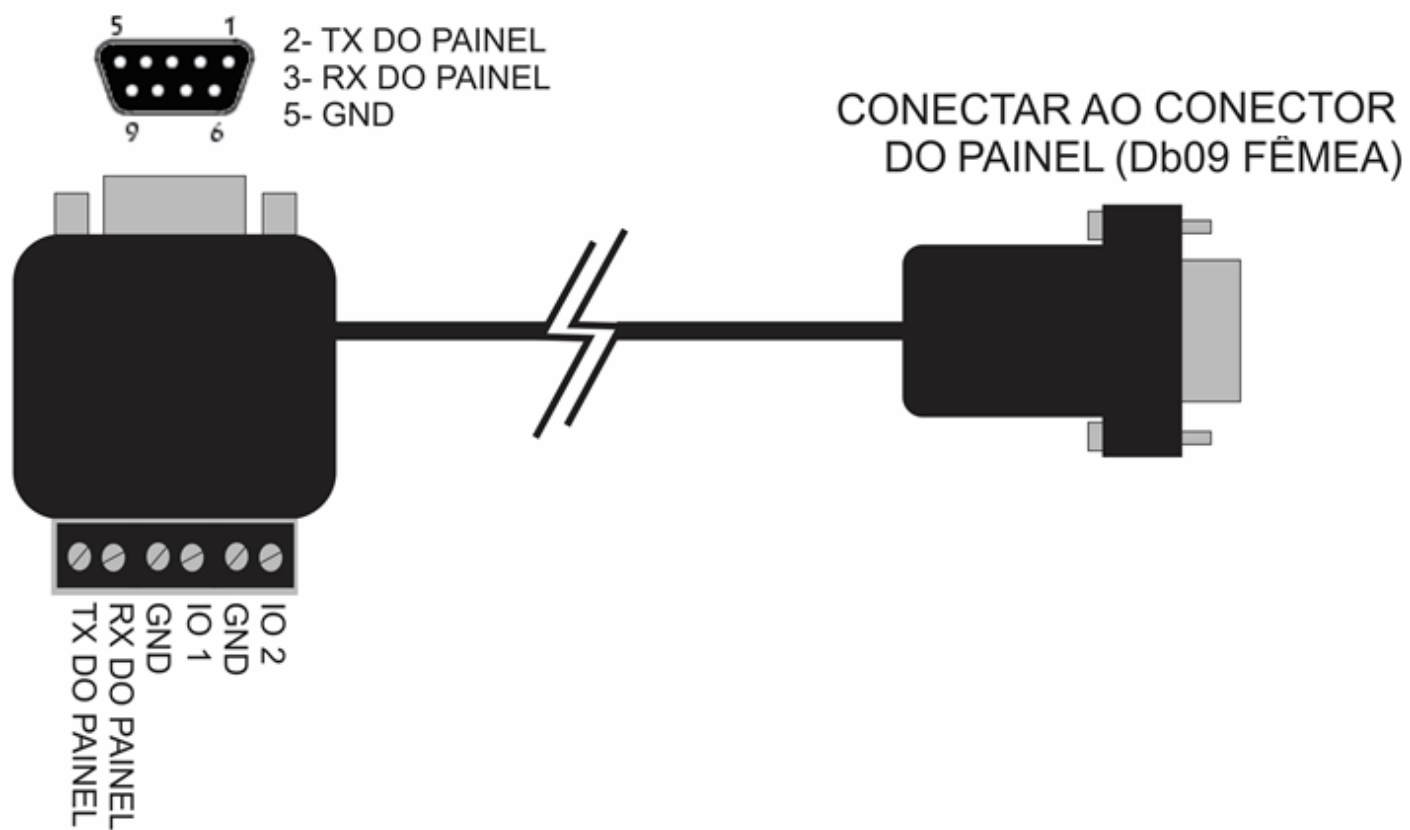 5 1
9 6
2- TX DO PAINEL
3- RX DO PAINEL
5- GND
CONECTAR AO CONECTOR
DO PAINEL (Db09 FÊMEA)
TX DO PAINEL
RX DO PAINEL
GND
IO 1
GND
IO 2